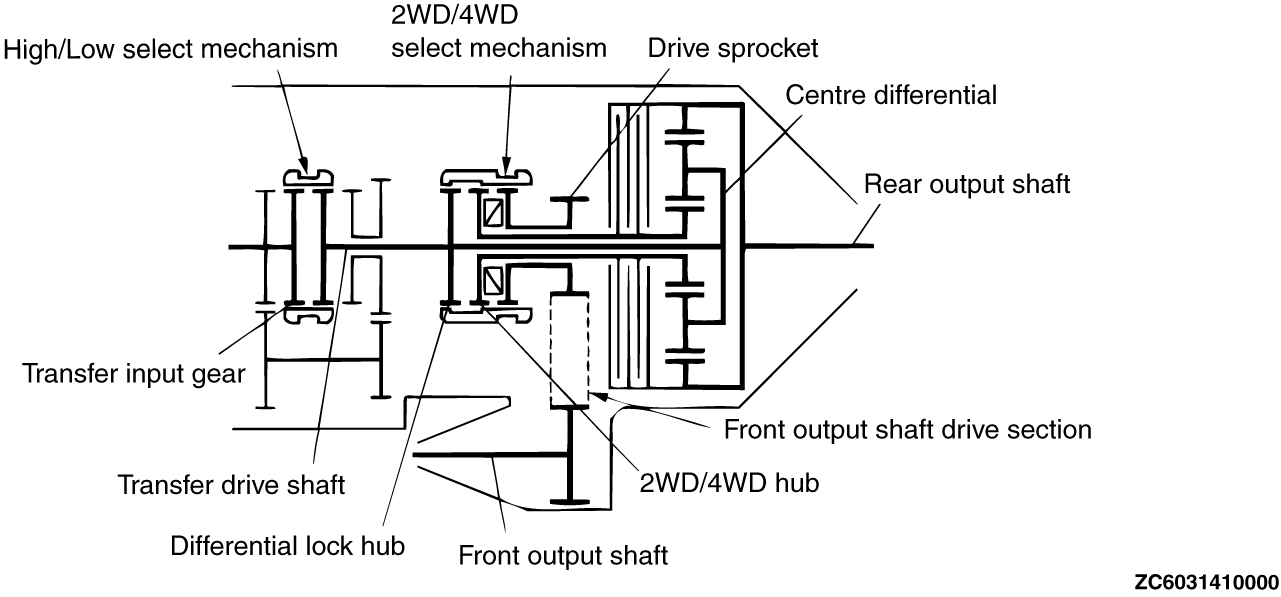 2WD/4WD
select mechanism
High/Low select mechanism
Drive sprocket
Centre differential
Rear output shaft
Transfer input gear
Front output shaft drive section
Transfer drive shaft
2WD/4WD hub
Differential lock hub
Front output shaft
ZC6031410000